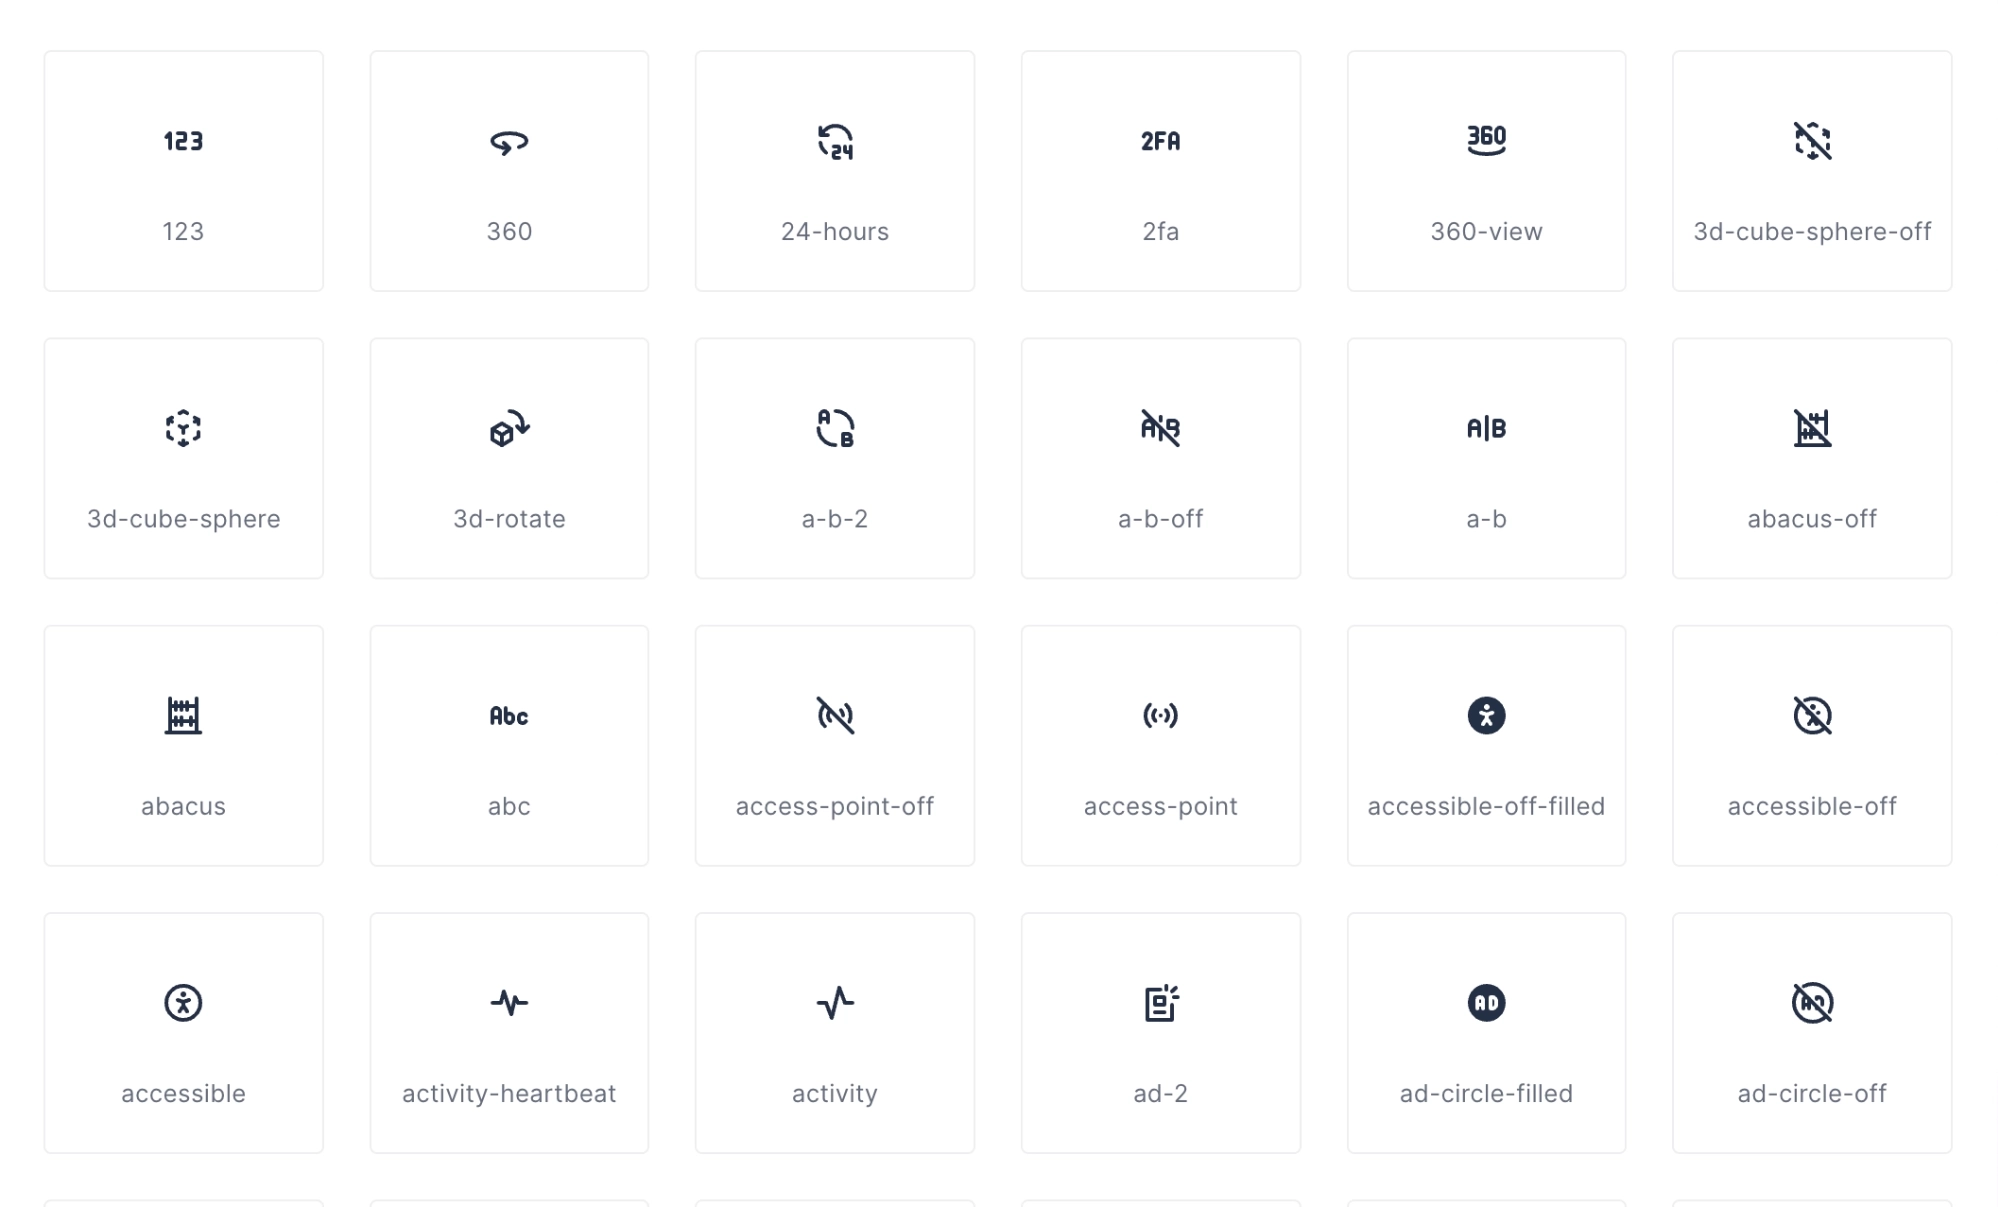 123
360
24
2FA
360
123
360
24-hours
2fa
360-view
3d-cube-sphere-off
A
B
A|B
A|B
3d-cube-sphere
3d-rotate
a-b-2
a-b-off
a-b
abacus-off
Abc
abacus
abc
access-point-off
access-point
accessible-off-filled
accessible-off
AD
AD
accessible
activity-heartbeat
activity
ad-2
ad-circle-filled
ad-circle-off